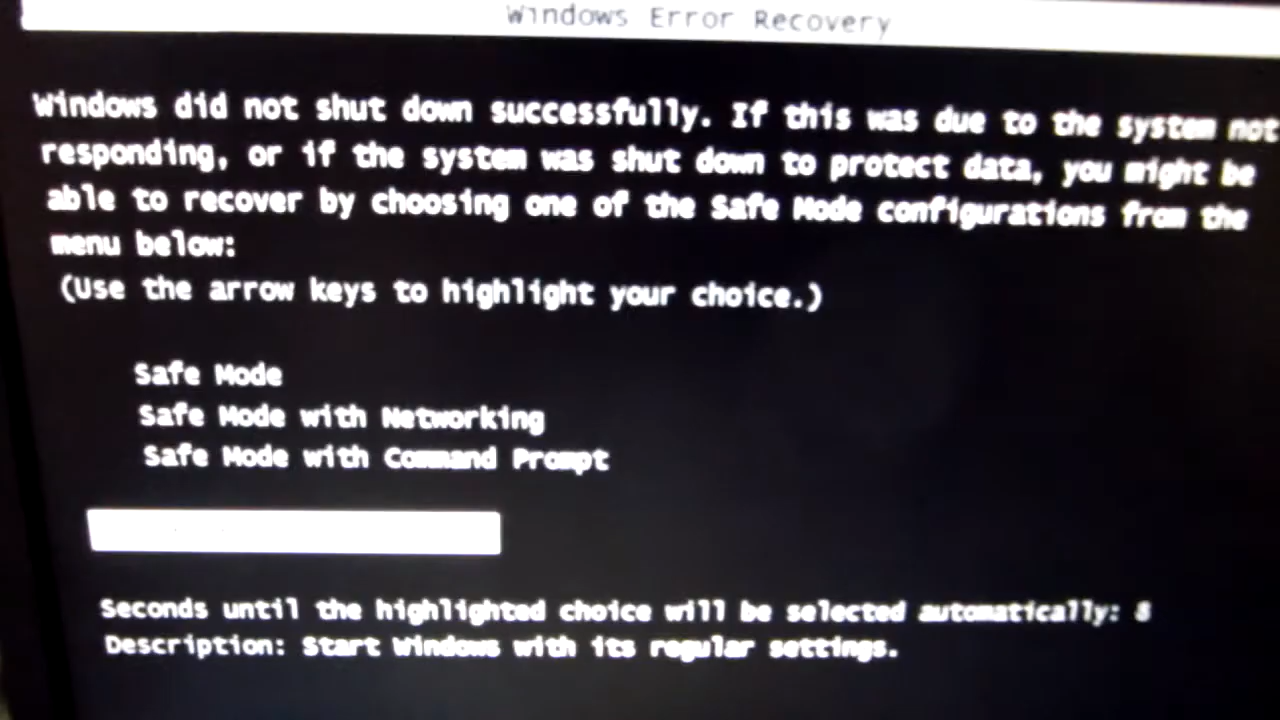 Windows Error Recovery
Windows did not shut down successfully. If this was due to the system not
responding, or if the system was shut down to protect data, you might be
able to recover by choosing one of the Safe Mode configurations from the
menu below:
(Use the arrow keys to highlight your choice.)
Safe Mode
Safe Mode with Networking
Safe Mode with Command Prompt
Seconds until the highlighted choice will be selected automatically: 8
Description: Start Windows with its regular settings.